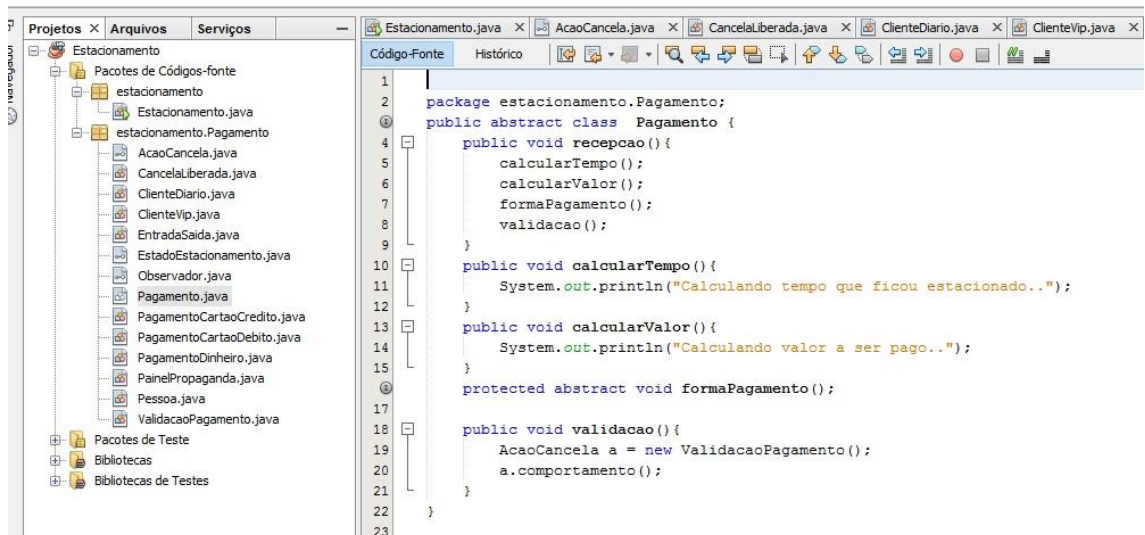 Projetos X Arquivos Serviços
Estacionamento
Pacotes de Códigos-fonte
estacionamento
Estacionamento.java
estacionamento.Pagamento
AcaoCancela.java
CancelaLiberada.java
ClienteDiario.java
ClienteVip.java
EntradaSaida.java
EstadoEstacionamento.java
Observador.java
Pagamento.java
PagamentoCartaoCredito.java
PagamentoCartaoDebito.java
PagamentoDinheiro.java
PainelPropaganda.java
Pessoa.java
ValidacaoPagamento.java
Pacotes de Teste
Bibliotecas
Bibliotecas de Testes
Estacionamento.java X AcaoCancela.java X CancelaLiberada.java X ClienteDiario.java X ClienteVip.java X
Código-Fonte Histórico
1
2 package estacionamento.Pagamento;
public abstract class Pagamento {
4 public void recepcao(){
5 calcularTempo();
6 calcularValor();
7 formaPagamento();
8 validacao();
9 }
10 public void calcularTempo(){
11 System.out.println("Calculando tempo que ficou estacionado..");
12 }
13 public void calcularValor(){
14 System.out.println("Calculando valor a ser pago..");
15 }
protected abstract void formaPagamento();
17
18 public void validacao(){
19 AcaoCancela a = new ValidacaoPagamento();
20 a.comportamento();
21 }
22 }
23